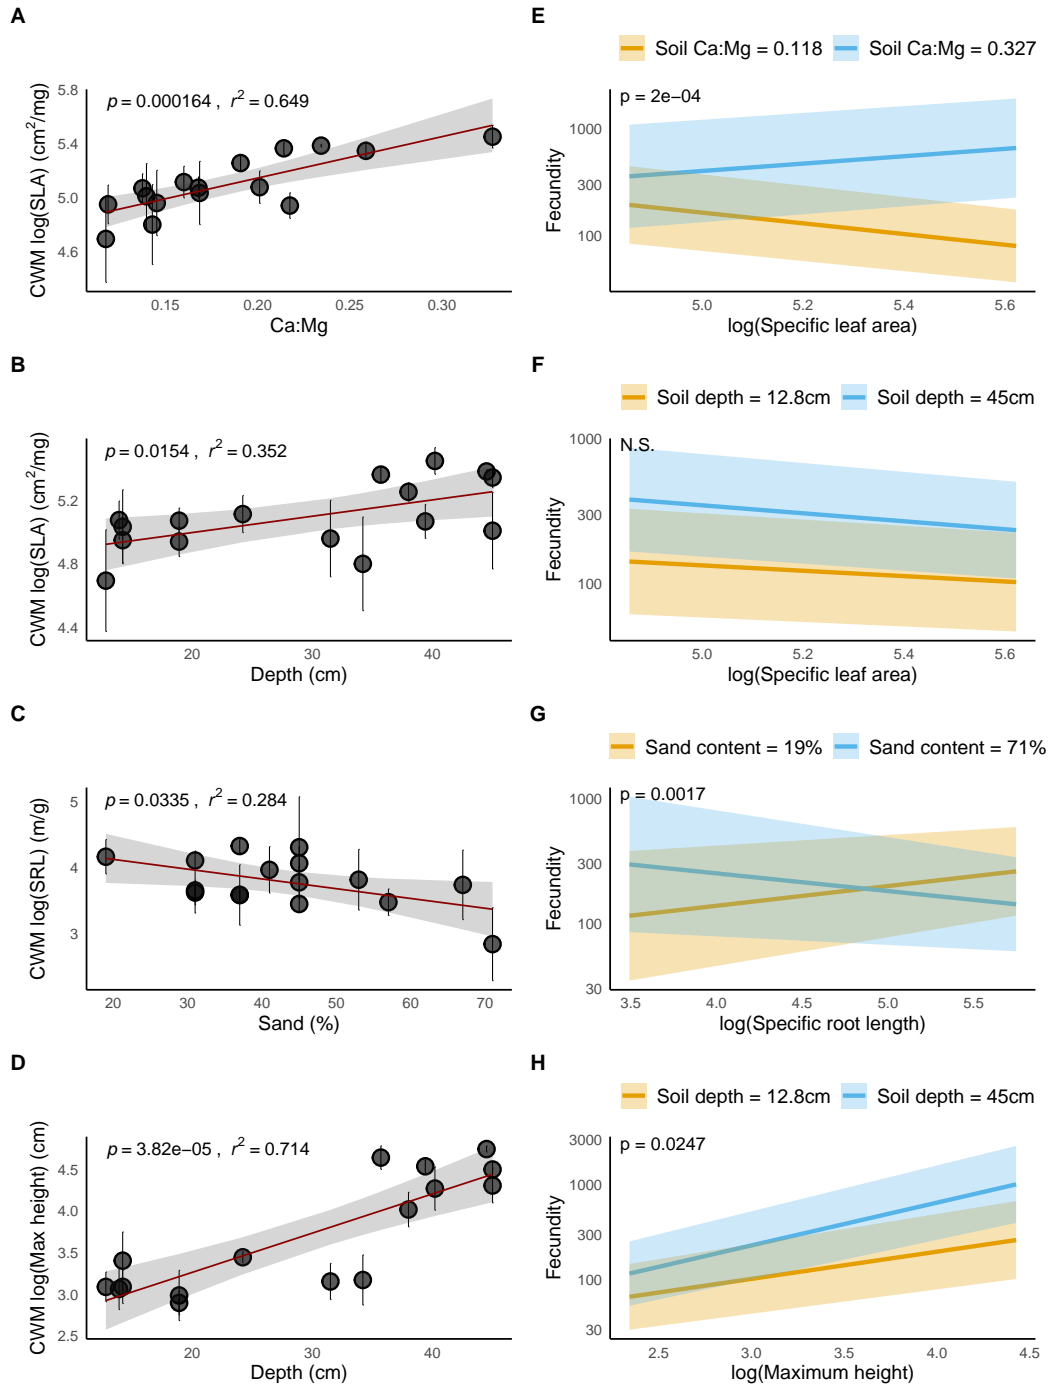 A
p = 0.000164 , r² = 0.649
CWM log(SLA) (cm²/mg)
5.8
5.4
5.0
4.6
0.15
0.20
0.25
0.30
Ca:Mg
E
Soil Ca:Mg = 0.118
Soil Ca:Mg = 0.327
p = 2e−04
Fecundity
1000
300
100
5.0
5.2
5.4
5.6
log(Specific leaf area)
B
p = 0.0154 , r² = 0.352
CWM log(SLA) (cm²/mg)
5.2
4.8
4.4
20
30
40
Depth (cm)
F
Soil depth = 12.8cm
Soil depth = 45cm
N.S.
Fecundity
1000
300
100
5.0
5.2
5.4
5.6
log(Specific leaf area)
C
p = 0.0335 , r² = 0.284
CWM log(SRL) (m/g)
5
4
3
20
30
40
50
60
70
Sand (%)
G
Sand content = 19%
Sand content = 71%
p = 0.0017
Fecundity
1000
300
100
30
3.5
4.0
4.5
5.0
5.5
log(Specific root length)
D
p = 3.82e−05 , r² = 0.714
CWM log(Max height) (cm)
4.5
4.0
3.5
3.0
2.5
20
30
40
Depth (cm)
H
Soil depth = 12.8cm
Soil depth = 45cm
p = 0.0247
Fecundity
3000
1000
300
100
30
2.5
3.0
3.5
4.0
4.5
log(Maximum height)